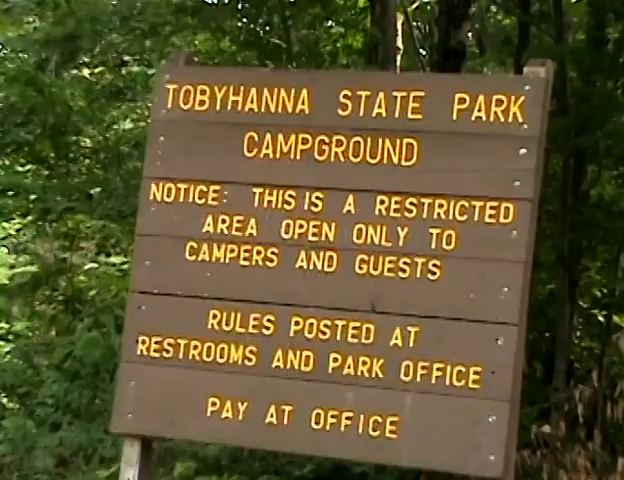 TOBYHANNA STATE PARK
CAMPGROUND
NOTICE: THIS IS A RESTRICTED
AREA OPEN ONLY TO
CAMPERS AND GUESTS
RULES POSTED AT
RESTROOMS AND PARK OFFICE
PAY AT OFFICE